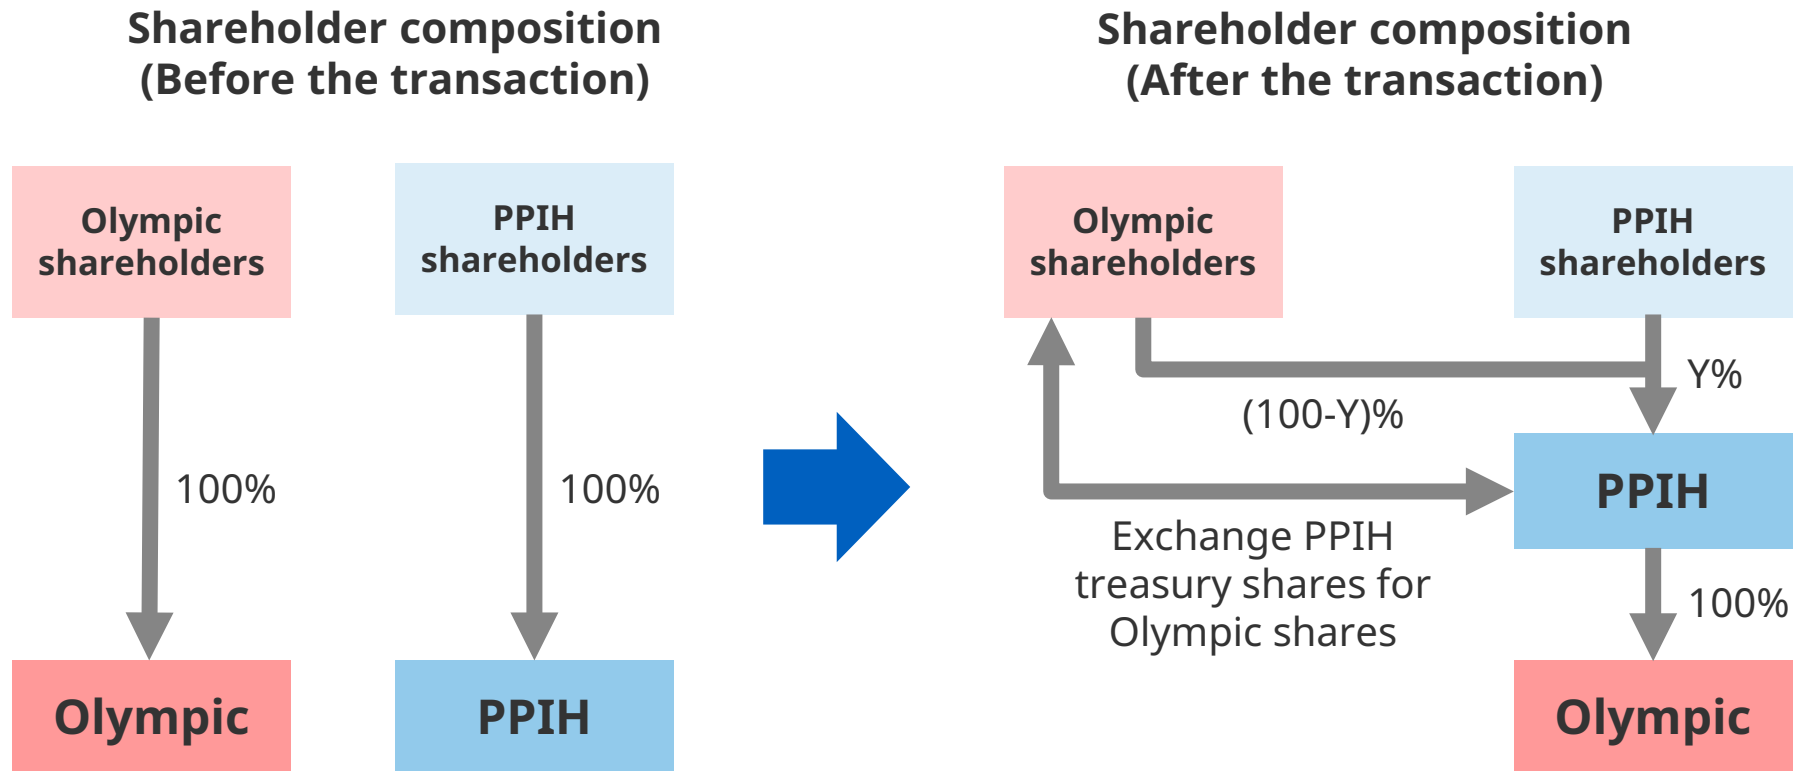 Shareholder composition
(Before the transaction)
Olympic
shareholders
PPIH
shareholders
100%
100%
Olympic
PPIH
Shareholder composition
(After the transaction)
Olympic
shareholders
PPIH
shareholders
Y%
(100-Y)%
PPIH
Exchange PPIH
treasury shares for
Olympic shares
100%
Olympic